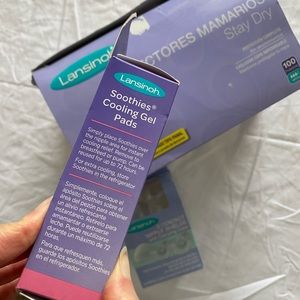 Lansinoh
Soothies®
Cooling Gel
Pads
Simply place Soothies over
the nipple area for instant
cooling relief. Remove to
breastfeed or pump. Can be
reused for up to 72 hours.
For extra cooling, store
Soothies in the refrigerator
Simplemente, coloque el
apósito Soothies sobre el
área del pezón para obtener
un alivio refrescante
instantáneo. Retírelo para
amamantar o extraerse
leche. Puede reutilizarse
durante un máximo de 72
horas.
Para que refresquen más,
guarde los apósitos Soothies
en el refrigerador.
Lansinoh
CTORES MAMARIOS
Stay Dry
100
Lansinoh